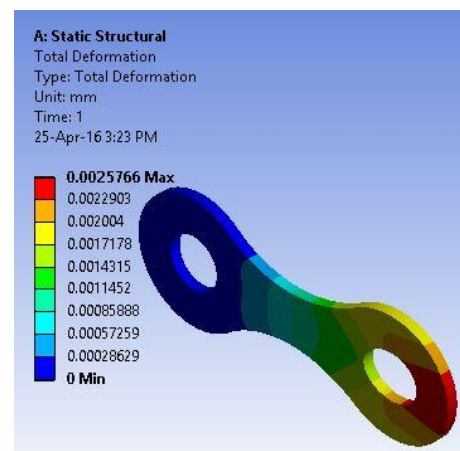 A: Static Structural
Total Deformation
Type: Total Deformation
Unit: mm
Time: 1
25-Apr-16 3:23 PM
0.0025766 Max
0.0022903
0.002004
0.0017178
0.0014315
0.0011452
0.00085888
0.00057259
0.00028629
0 Min